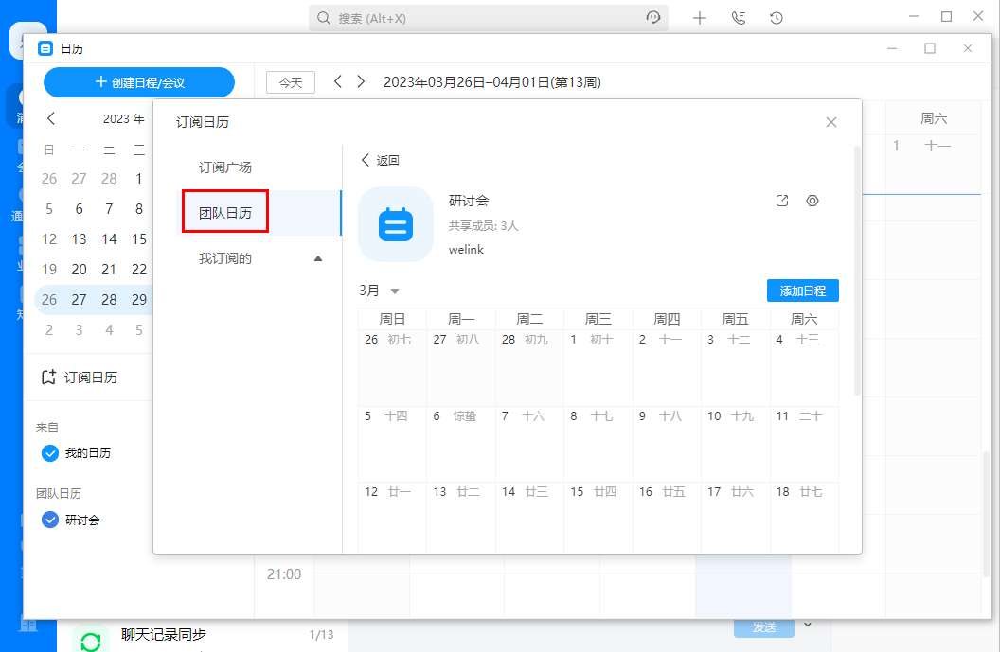 搜索 (Alt+X)
日历
创建日程/会议
今天
2023年03月26日–04月01日(第13周)
2023 年
日 一 二 三
26 27 28 1
5 6 7 8
12 13 14 15
19 20 21 22
26 27 28 29
2 3 4 5
订阅日历
来自
我的日历
团队日历
研讨会
周六
1 十一
订阅日历
订阅广场
团队日历
我订阅的
返回
研讨会
共享成员: 3人
welink
3月
添加日程
周日 周一 周二 周三 周四 周五 周六
26 初七 27 初八 28 初九 1 初十 2 十一 3 十二 4 十三
5 十四 6 惊蛰 7 十六 8 十七 9 十八 10 十九 11 二十
12 廿一 13 廿二 14 廿三 15 廿四 16 廿五 17 廿六 18 廿七
21:00
聊天记录同步
1/13
发送